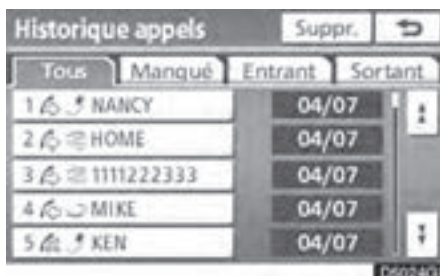 Historique appels Suppr.
Tous Manqué Entrant Sortant
1 NANCY 04/07
2 HOME 04/07
3 1111222333 04/07
4 MIKE 04/07
5 KEN 04/07